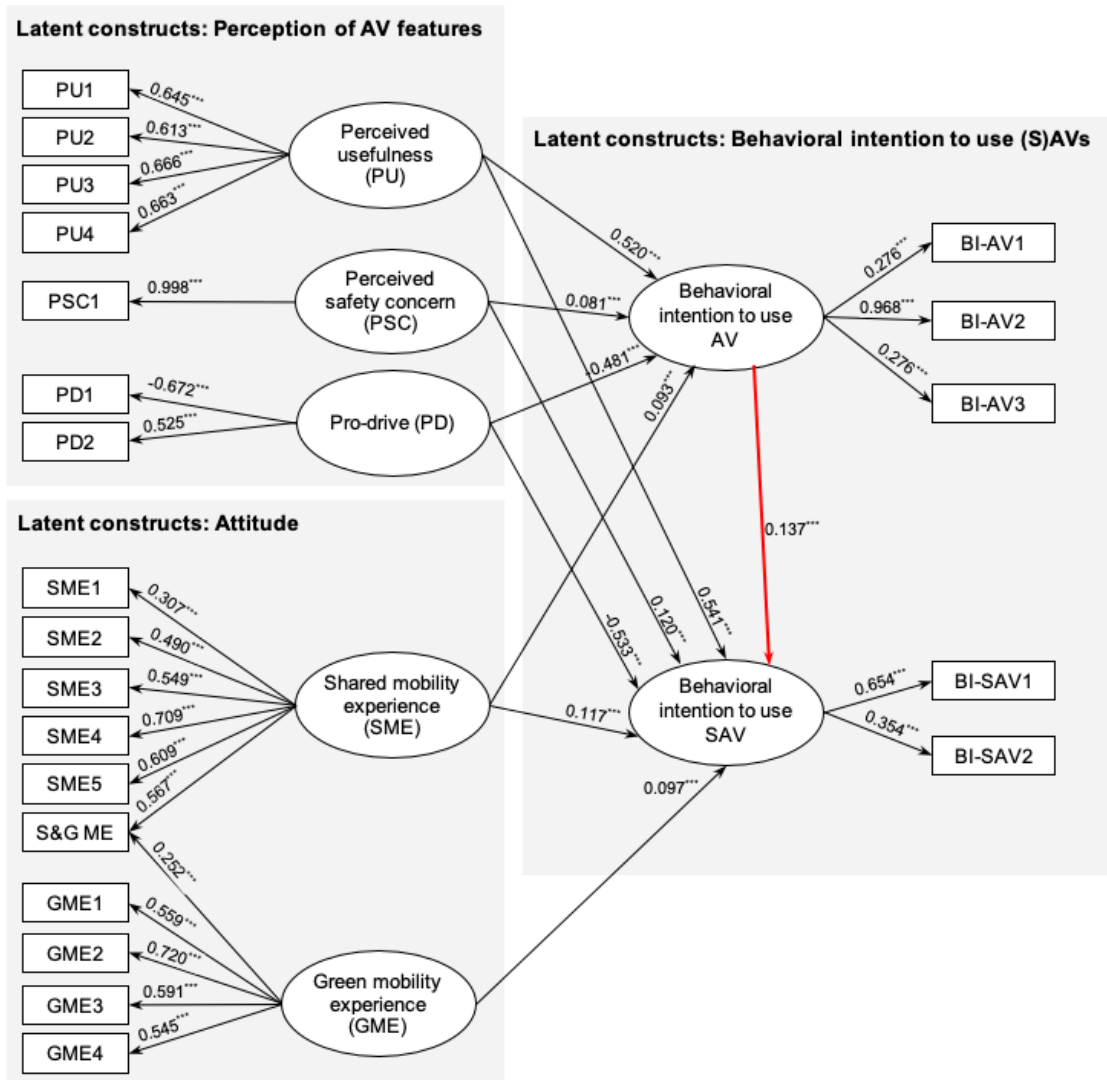 Latent constructs: Perception of AV features
PU1
PU2
PU3
PU4
0.645***
0.613***
0.666***
0.663***
Perceived
usefulness
(PU)
PSC1
0.998***
Perceived
safety concern
(PSC)
PD1
PD2
-0.672***
0.525***
Pro-drive (PD)
Latent constructs: Attitude
SME1
SME2
SME3
SME4
SME5
S&G ME
0.307***
0.490***
0.549***
0.709***
0.609***
0.567***
Shared mobility
experience
(SME)
0.252***
GME1
GME2
GME3
GME4
0.559***
0.720***
0.591***
0.545***
Green mobility
experience
(GME)
Latent constructs: Behavioral intention to use (S)AVs
0.520***
0.081***
-0.481***
0.093***
Behavioral
intention to use
AV
0.276***
0.968***
0.276***
BI-AV1
BI-AV2
BI-AV3
0.137***
0.541***
0.120***
-0.533***
0.117***
0.097***
Behavioral
intention to use
SAV
0.654***
0.354***
BI-SAV1
BI-SAV2